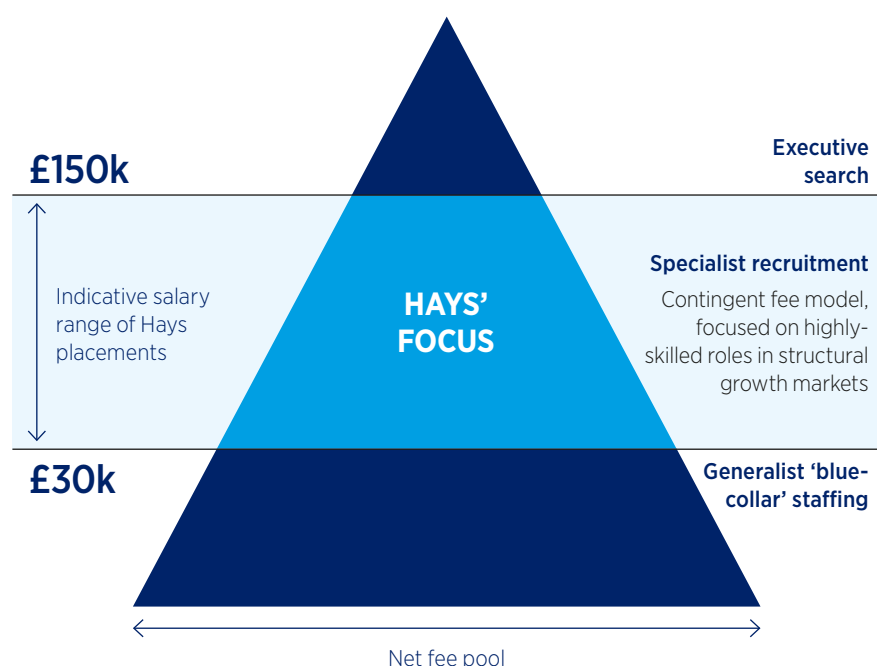 £150k
Executive
search
Indicative salary
range of Hays
placements
HAYS’
FOCUS
Specialist recruitment
Contingent fee model,
focused on highly-
skilled roles in structural
growth markets
£30k
Generalist ‘blue-
collar’ staffing
Net fee pool